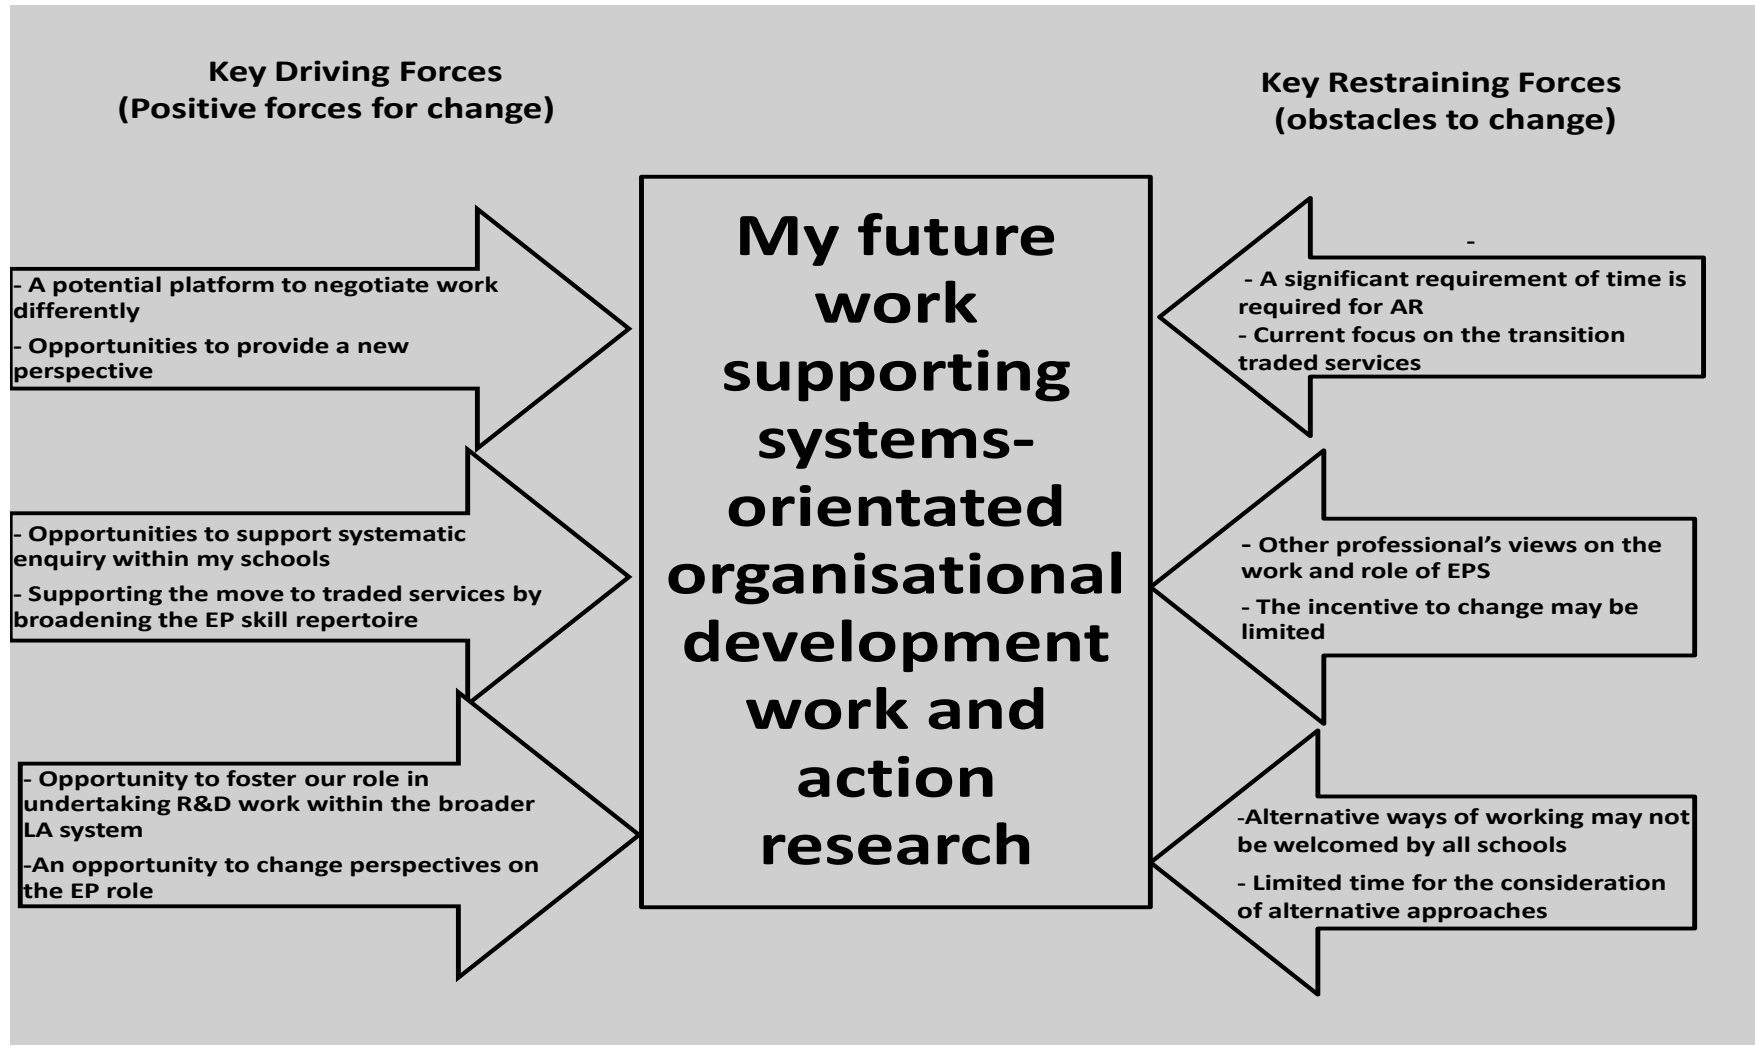 Key Driving Forces
(Positive forces for change)
- A potential platform to negotiate work
differently
- Opportunities to provide a new
perspective
- Opportunities to support systematic
enquiry within my schools
- Supporting the move to traded services by
broadening the EP skill repertoire
- Opportunity to foster our role in
undertaking R&D work within the broader
LA system
-An opportunity to change perspectives on
the EP role
My future
work
supporting
systems-
orientated
organisational
development
work and
action
research
Key Restraining Forces
(obstacles to change)
-
- A significant requirement of time is
required for AR
- Current focus on the transition
traded services
- Other professional’s views on the
work and role of EPS
- The incentive to change may be
limited
-Alternative ways of working may not
be welcomed by all schools
- Limited time for the consideration
of alternative approaches